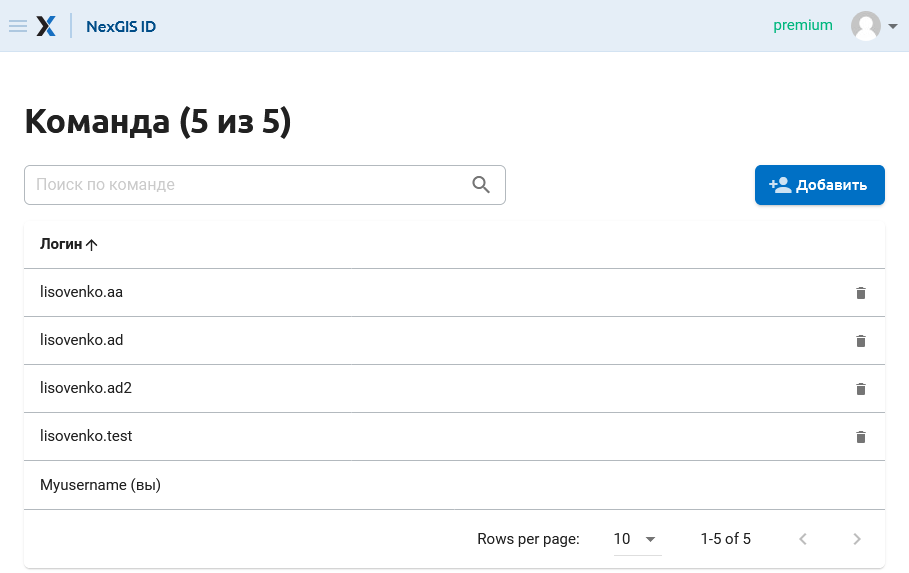 NexGIS ID
premium
Команда (5 из 5)
Поиск по команде
Добавить
Логин
lisovenko.aa
lisovenko.ad
lisovenko.ad2
lisovenko.test
Myusername (вы)
Rows per page: 10 1-5 of 5